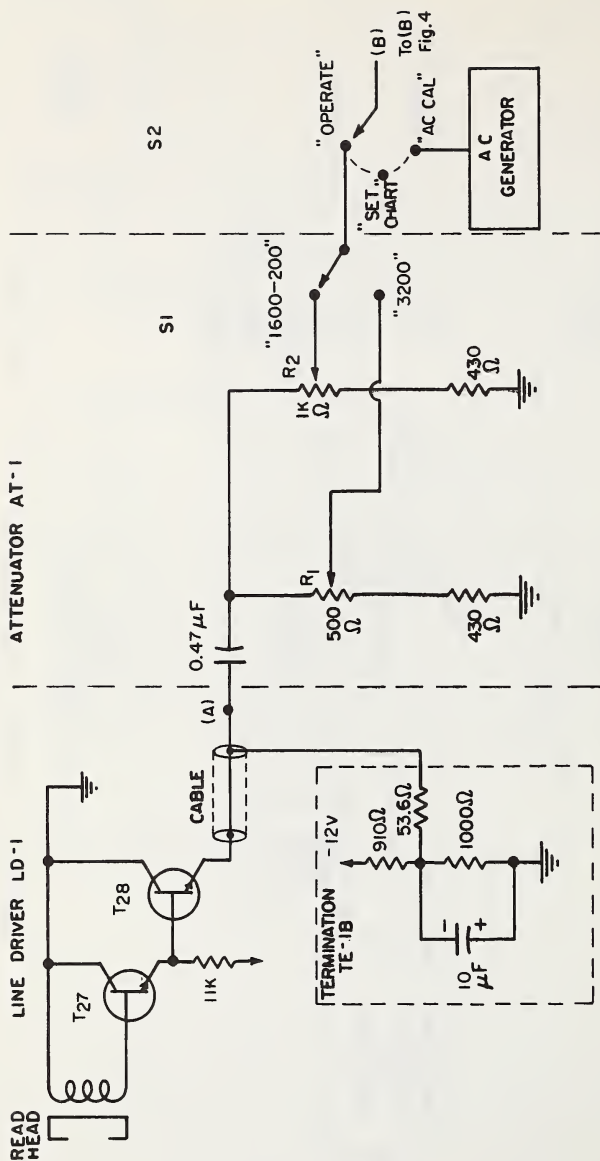 READ
HEAD
LINE DRIVER LD-1
T27
T28
11K
CABLE
(A)
TERMINATION
TE-1B
-12V
910Ω
53.6Ω
1000Ω
-
+
10
μF
ATTENUATOR AT-1
0.47μF
R1
500
Ω
430
Ω
R2
1K
Ω
430
Ω
S1
"1600-200"
"3200"
S2
"OPERATE"
"SET"
CHART
"AC CAL"
(B)
To (B)
Fig. 4
AC
GENERATOR